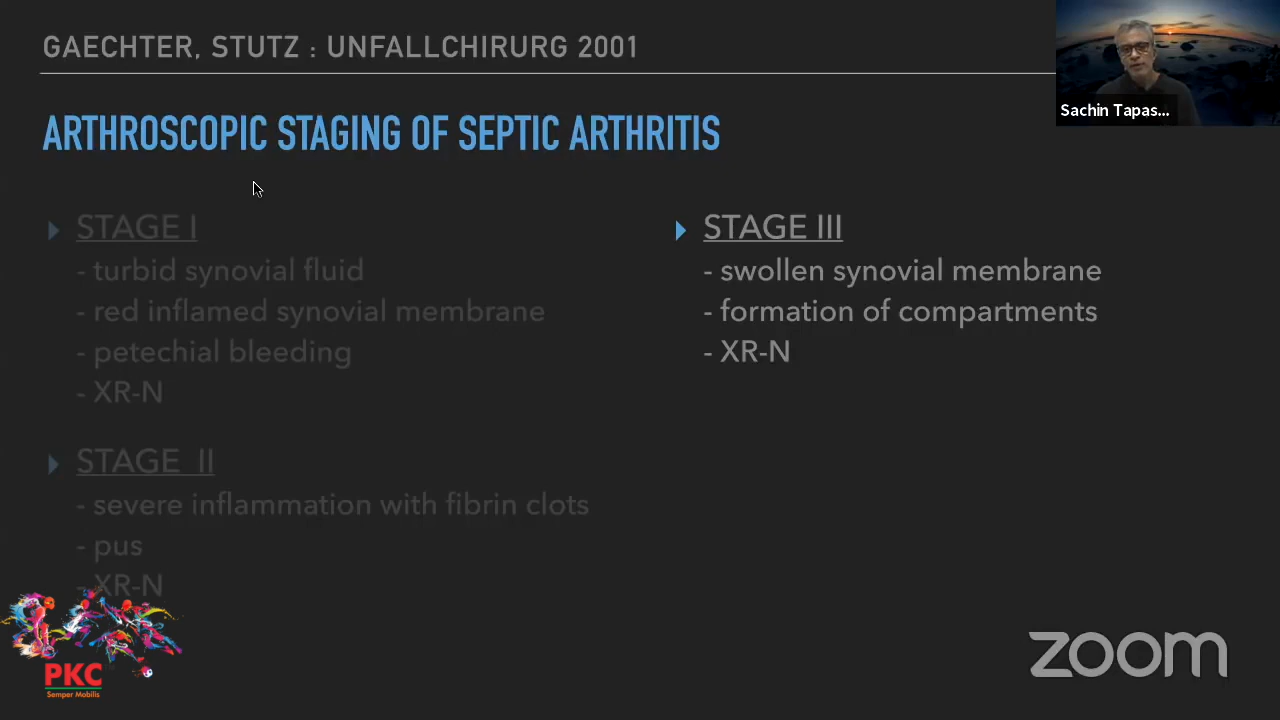 GAECHTER, STUTZ : UNFALLCHIRURG 2001
Sachin Tapas...
ARTHROSCOPIC STAGING OF SEPTIC ARTHRITIS
STAGE I
- turbid synovial fluid
- red inflamed synovial membrane
- petechial bleeding
- XR-N
STAGE II
- severe inflammation with fibrin clots
- pus
- XR-N
STAGE III
- swollen synovial membrane
- formation of compartments
- XR-N
PKC
Semper Mobilis
zoom